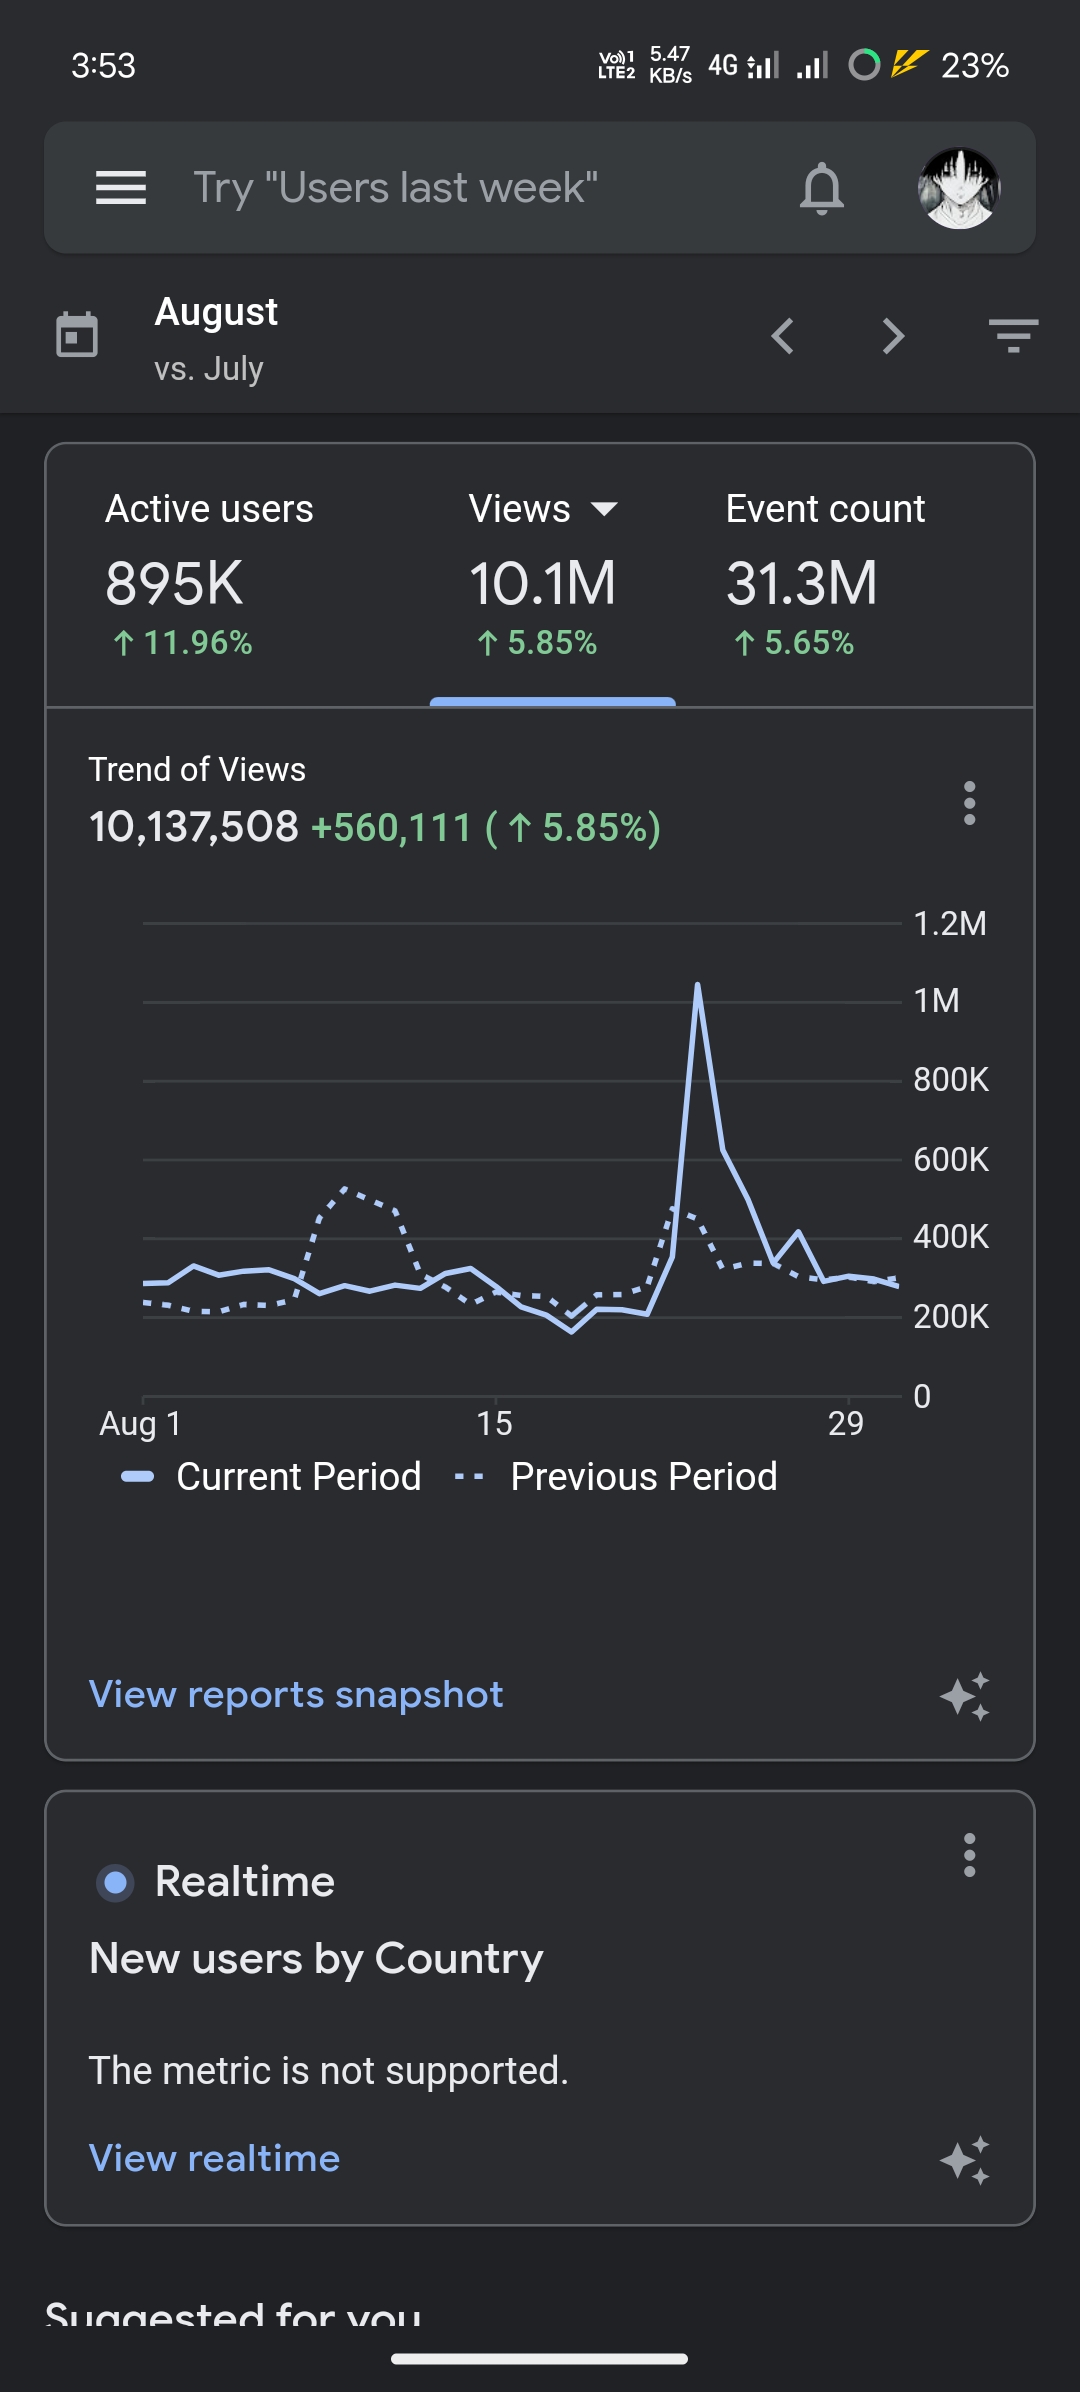 3:53
Vo)) 1
LTE2
5.47
KB/s
4G
23%
Try "Users last week"
August
vs. July
Active users
Views
Event count
895K
10.1M
31.3M
↑ 11.96%
↑ 5.85%
↑ 5.65%
Trend of Views
10,137,508 +560,111 (↑ 5.85%)
1.2M
1M
800K
600K
400K
200K
0
Aug 1
15
29
Current Period
Previous Period
View reports snapshot
Realtime
New users by Country
The metric is not supported.
View realtime
Suggested for you